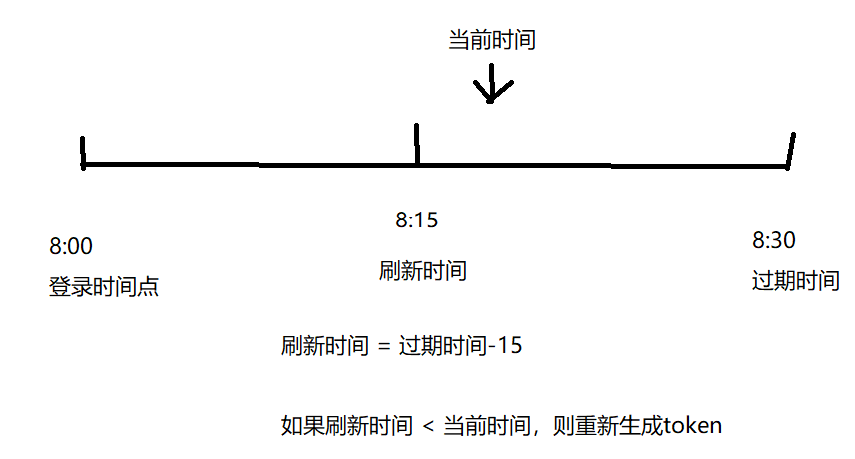 当前时间
8:15
8:00
8:30
刷新时间
登录时间点
过期时间
刷新时间 = 过期时间-15
如果刷新时间 < 当前时间，则重新生成token